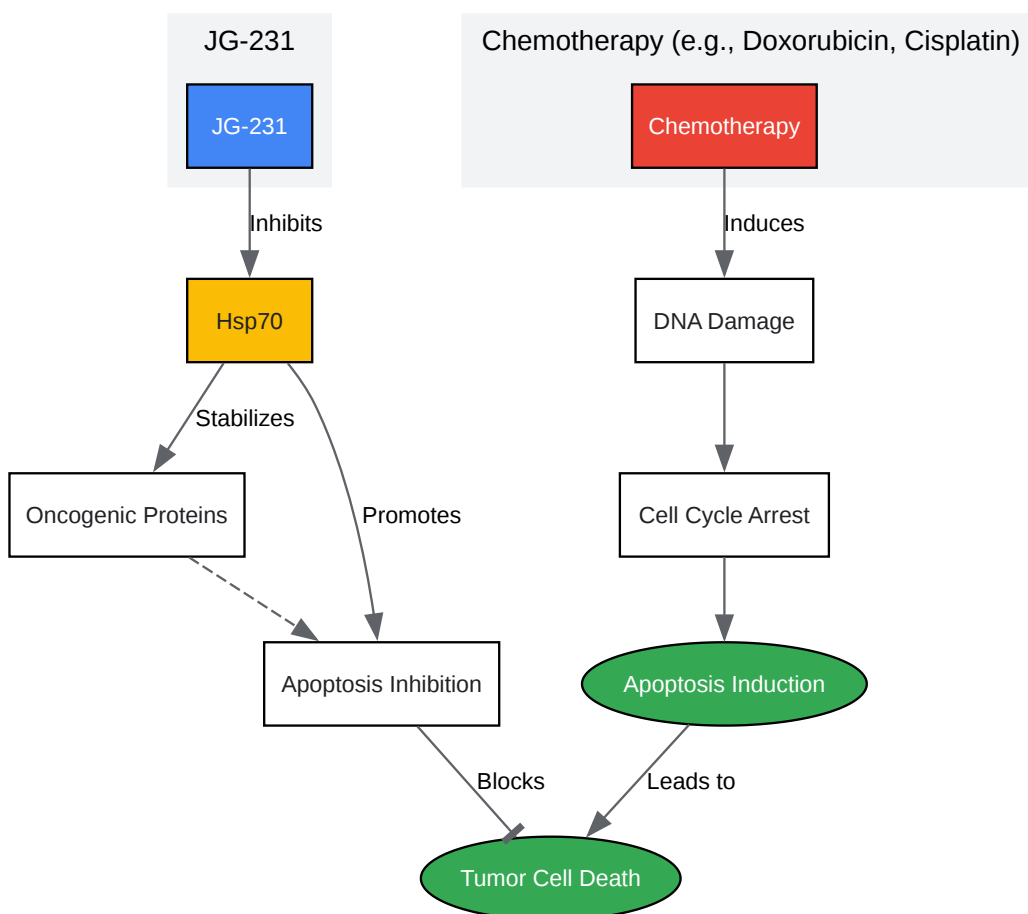 JG-231
Chemotherapy (e.g., Doxorubicin, Cisplatin)
JG-231
Chemotherapy
Inhibits
Induces
Hsp70
DNA Damage
Stabilizes
Oncogenic Proteins
Promotes
Cell Cycle Arrest
Apoptosis Inhibition
Apoptosis Induction
Blocks
Leads to
Tumor Cell Death